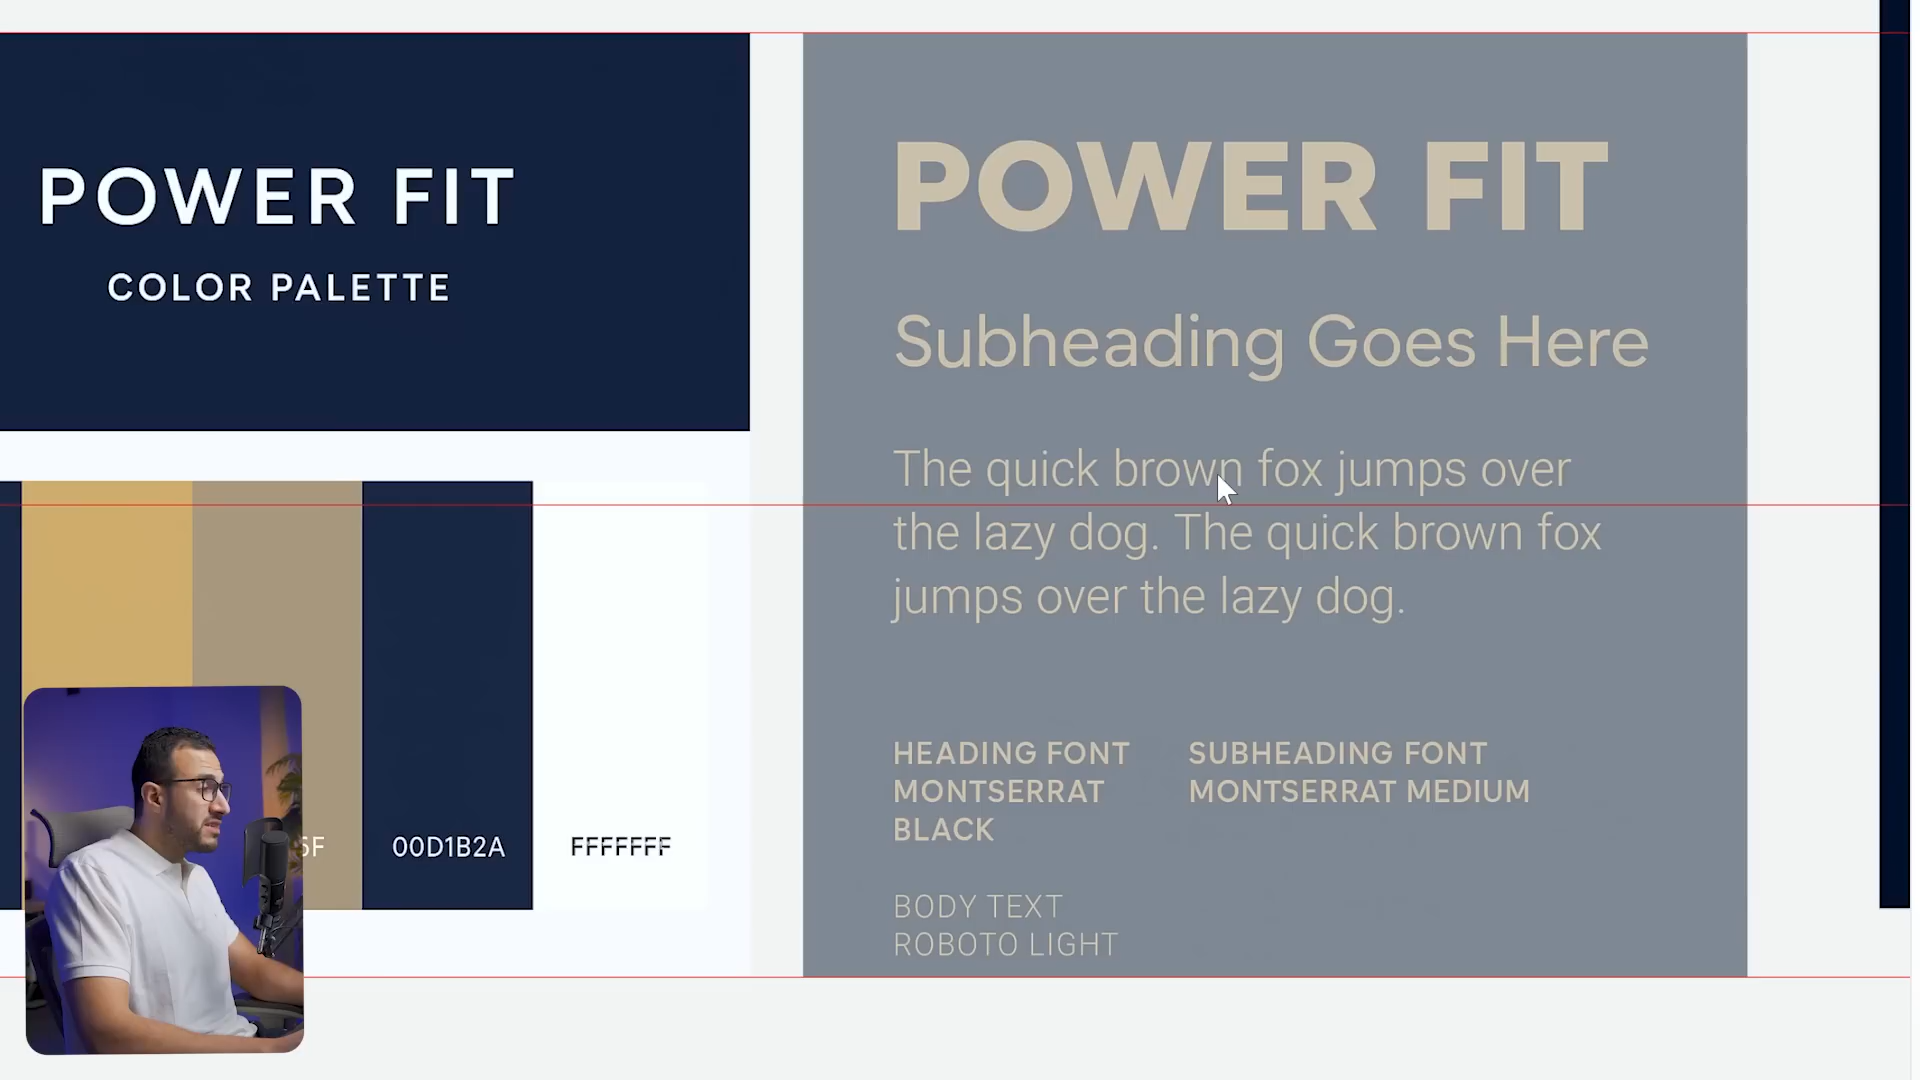 POWER FIT
COLOR PALETTE
5F
00D1B2A
FFFFFFF
POWER FIT
Subheading Goes Here
The quick brown fox jumps over
the lazy dog. The quick brown fox
jumps over the lazy dog.
HEADING FONT
MONTSERRAT
BLACK
SUBHEADING FONT
MONTSERRAT MEDIUM
BODY TEXT
ROBOTO LIGHT